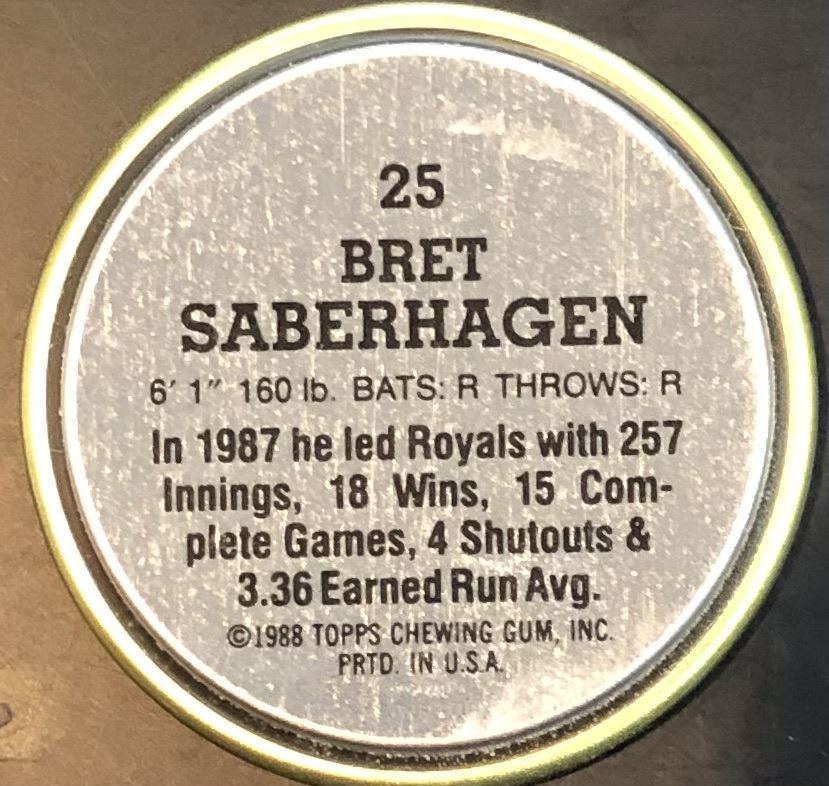 25
BRET
SABERHAGEN
6' 1" 160 lb. BATS: R THROWS: R
In 1987 he led Royals with 257
Innings, 18 Wins, 15 Com-
plete Games, 4 Shutouts &
3.36 Earned Run Avg.
©1988 TOPPS CHEWING GUM, INC.
PRTD. IN U.S.A.